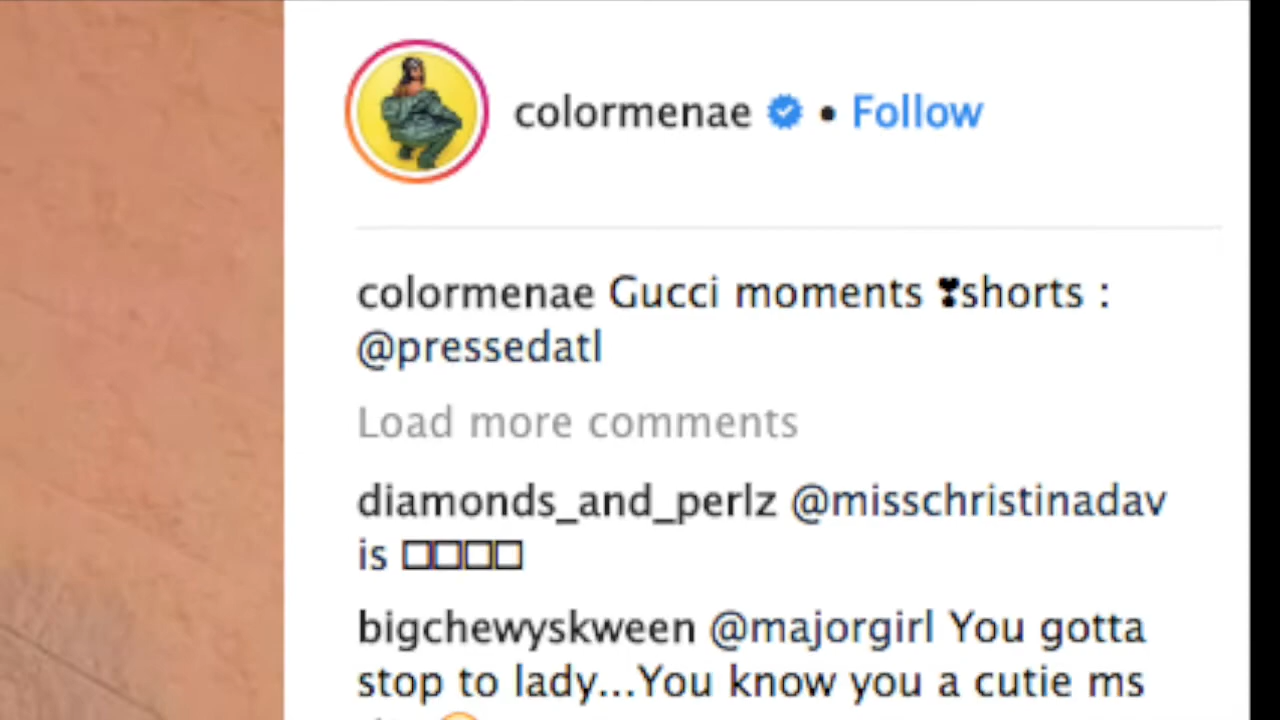 colormenae • Follow
colormenae Gucci moments ❣shorts :
@pressedatl
Load more comments
diamonds_and_perlz @misschristinadav
is □□□□
bigchewyskween @majorgirl You gotta
stop to lady...You know you a cutie ms